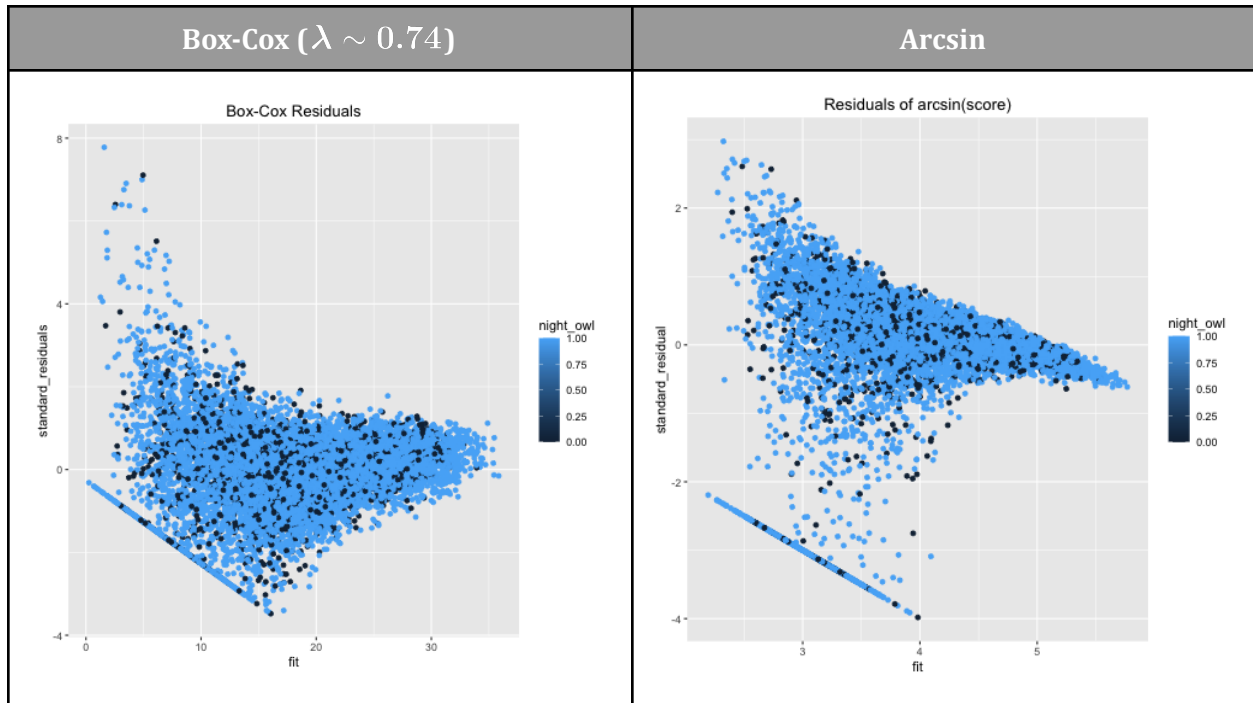 Box-Cox (λ ~ 0.74)
Arcsin
Box-Cox Residuals
8
4
0
-4
standard_residuals
0
10
20
30
fit
night_owl
1.00
0.75
0.50
0.25
0.00
Residuals of arcsin(score)
2
0
-2
-4
standard_residual
3
4
5
fit
night_owl
1.00
0.75
0.50
0.25
0.00